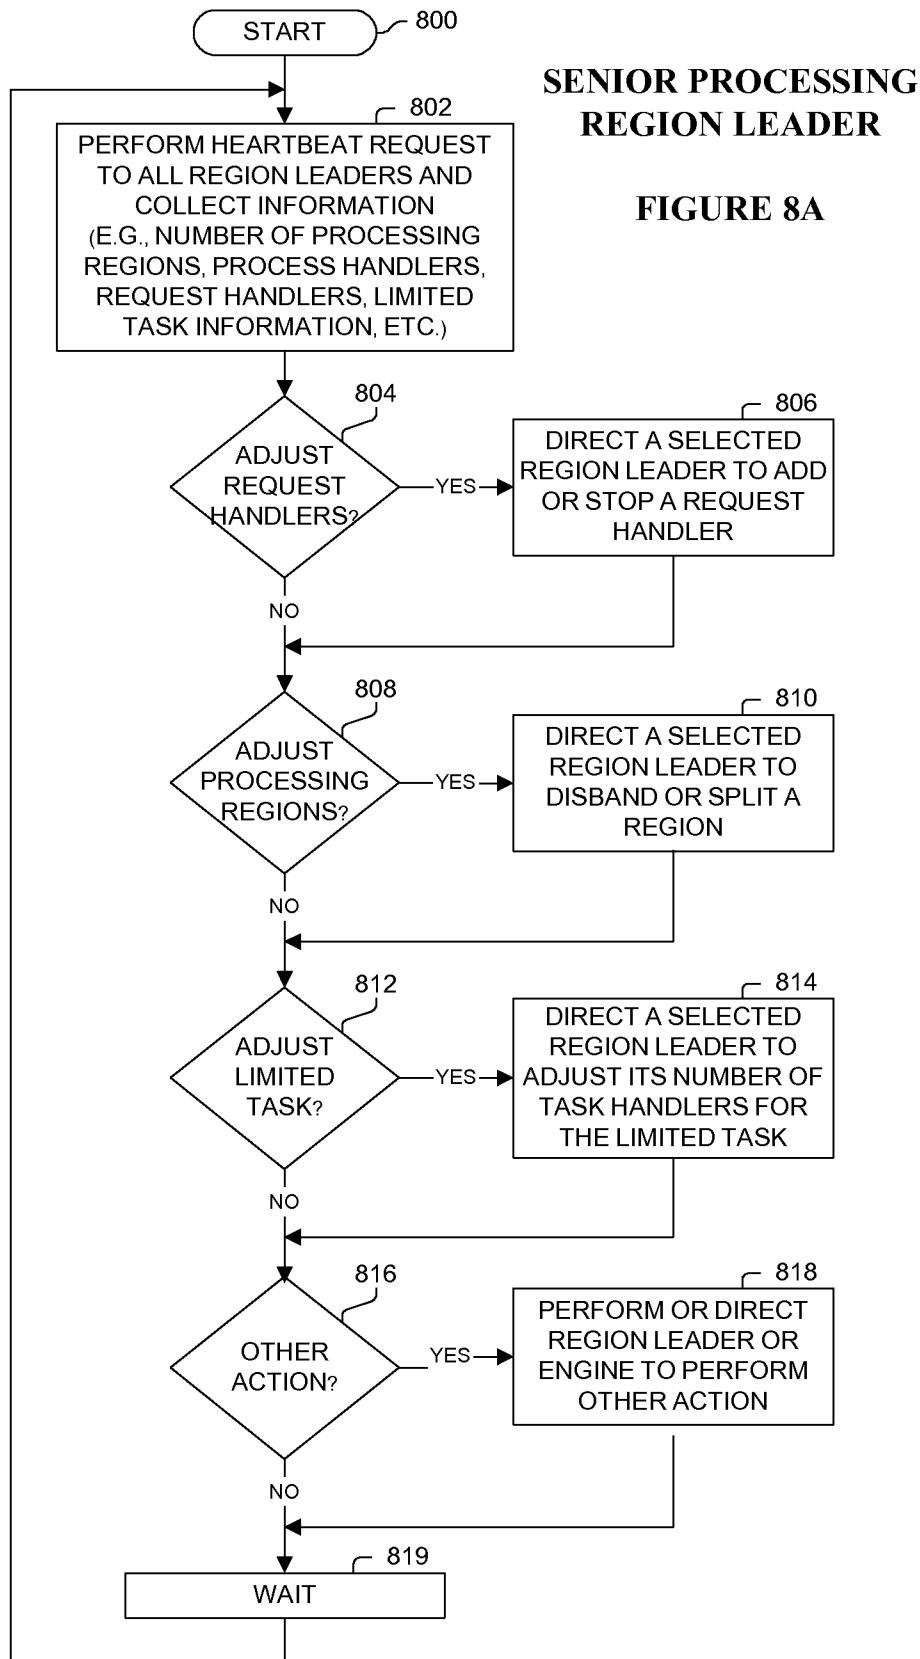 START
800
SENIOR PROCESSING
REGION LEADER
FIGURE 8A
802
PERFORM HEARTBEAT REQUEST
TO ALL REGION LEADERS AND
COLLECT INFORMATION
(E.G., NUMBER OF PROCESSING
REGIONS, PROCESS HANDLERS,
REQUEST HANDLERS, LIMITED
TASK INFORMATION, ETC.)
804
ADJUST
REQUEST
HANDLERS?
YES
806
DIRECT A SELECTED
REGION LEADER TO ADD
OR STOP A REQUEST
HANDLER
NO
808
ADJUST
PROCESSING
REGIONS?
YES
810
DIRECT A SELECTED
REGION LEADER TO
DISBAND OR SPLIT A
REGION
NO
812
ADJUST
LIMITED
TASK?
YES
814
DIRECT A SELECTED
REGION LEADER TO
ADJUST ITS NUMBER OF
TASK HANDLERS FOR
THE LIMITED TASK
NO
816
OTHER
ACTION?
YES
818
PERFORM OR DIRECT
REGION LEADER OR
ENGINE TO PERFORM
OTHER ACTION
NO
819
WAIT